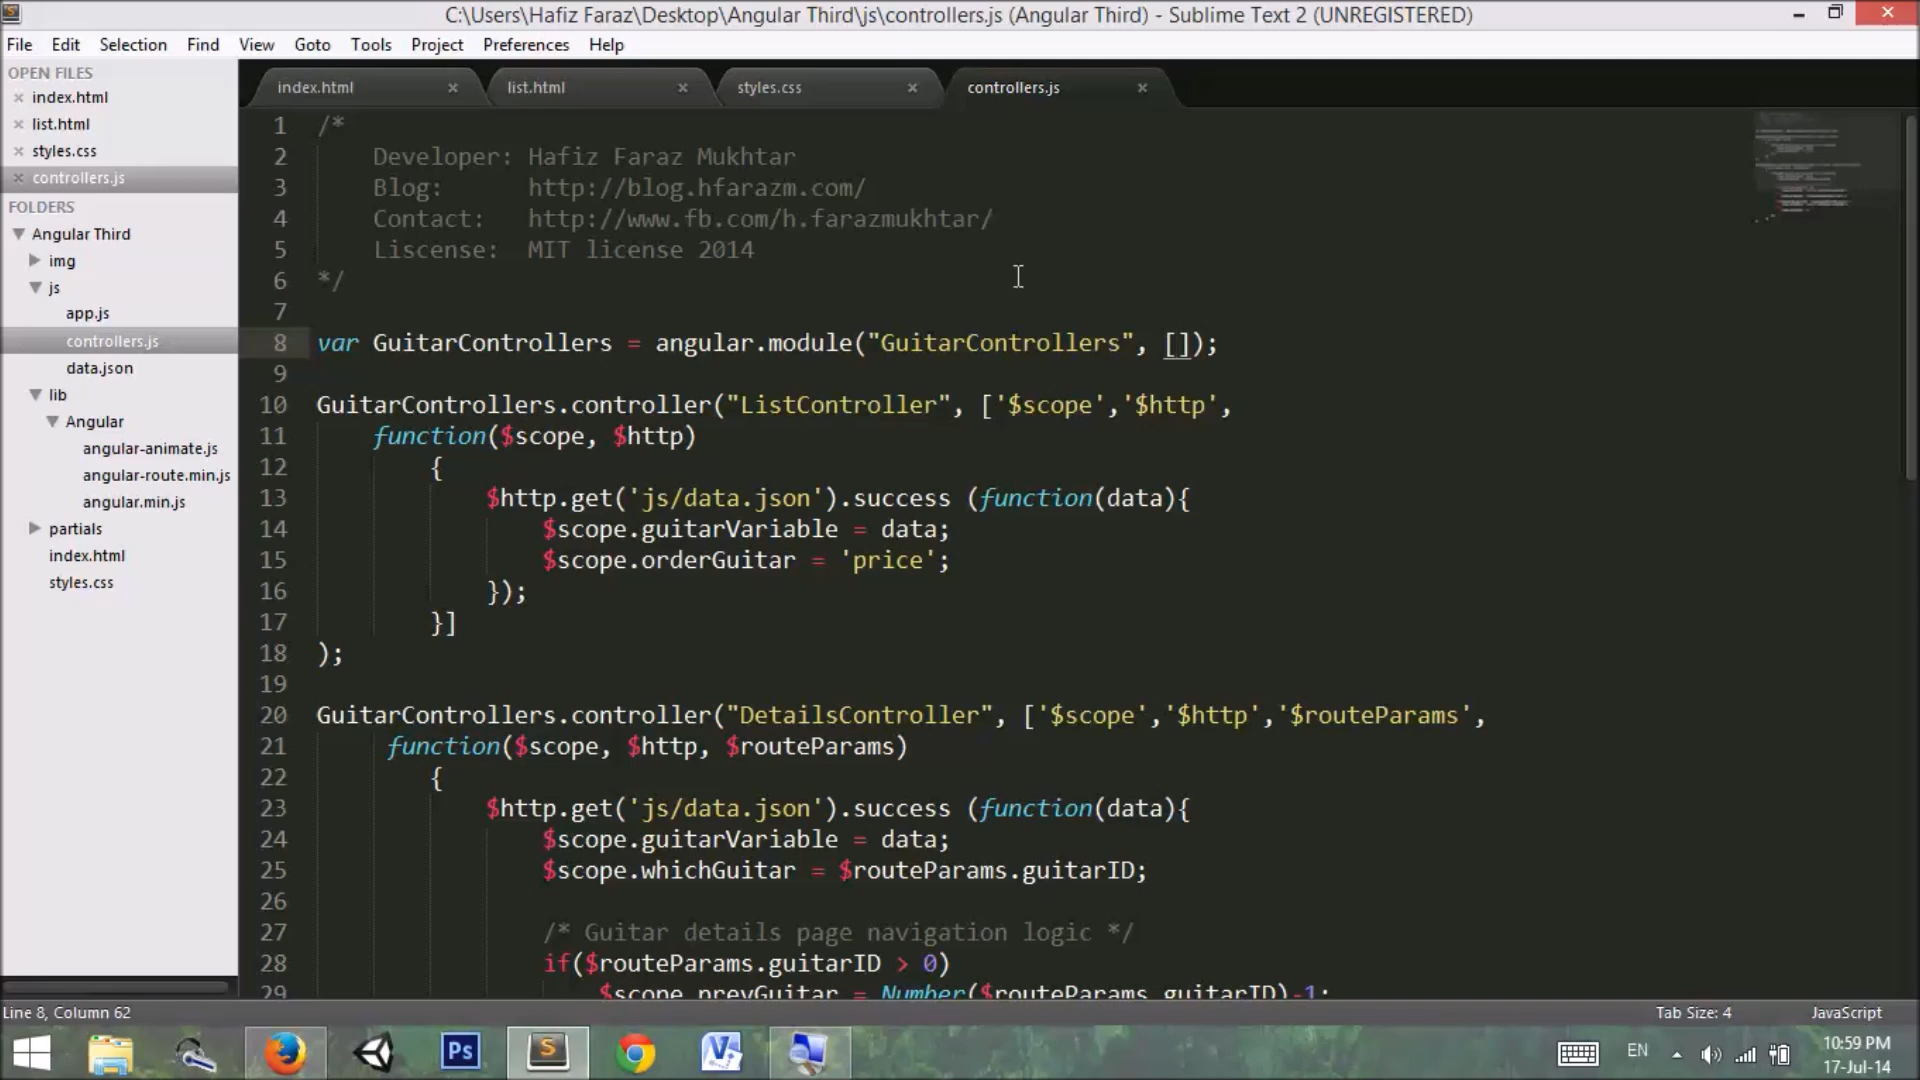 C:\Users\Hafiz Faraz\Desktop\Angular Third\js\controllers.js (Angular Third) - Sublime Text 2 (UNREGISTERED)
File Edit Selection Find View Goto Tools Project Preferences Help
OPEN FILES
index.html
list.html
styles.css
controllers.js
FOLDERS
Angular Third
img
js
app.js
controllers.js
data.json
lib
Angular
angular-animate.js
angular-route.min.js
angular.min.js
partials
index.html
styles.css
index.html list.html styles.css controllers.js
1 /*
2 Developer: Hafiz Faraz Mukhtar
3 Blog: http://blog.hfarazm.com/
4 Contact: http://www.fb.com/h.farazmukhtar/
5 Liscense: MIT license 2014
6 */
7
8 var GuitarControllers = angular.module("GuitarControllers", []);
9
10 GuitarControllers.controller("ListController", ['$scope','$http',
11 function($scope, $http)
12 {
13 $http.get('js/data.json').success (function(data){
14 $scope.guitarVariable = data;
15 $scope.orderGuitar = 'price';
16 });
17 }]
18 );
19
20 GuitarControllers.controller("DetailsController", ['$scope','$http','$routeParams',
21 function($scope, $http, $routeParams)
22 {
23 $http.get('js/data.json').success (function(data){
24 $scope.guitarVariable = data;
25 $scope.whichGuitar = $routeParams.guitarID;
26
27 /* Guitar details page navigation logic */
28 if($routeParams.guitarID > 0)
29 $scope.prevGuitar = Number($routeParams.guitarID)-1;
Line 8, Column 62 Tab Size: 4 JavaScript
Ps
EN
10:59 PM
17-Jul-14